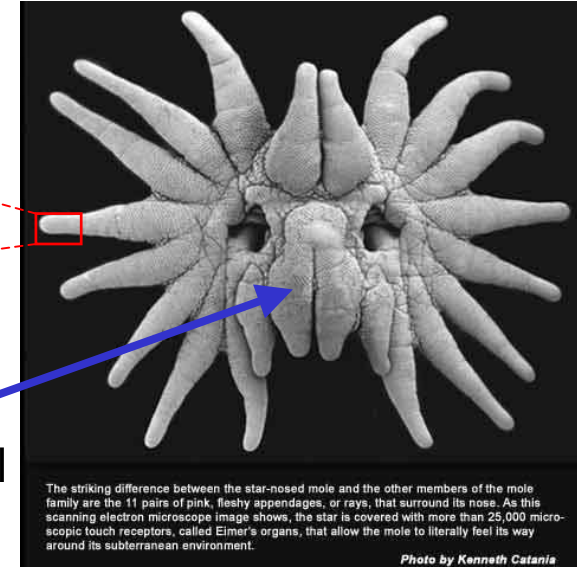 The striking difference between the star-nosed mole and the other members of the mole
family are the 11 pairs of pink, fleshy appendages, or rays, that surround its nose. As this
scanning electron microscope image shows, the star is covered with more than 25,000 micro-
scopic touch receptors, called Eimer's organs, that allow the mole to literally feel its way
around its subterranean environment.
Photo by Kenneth Catania